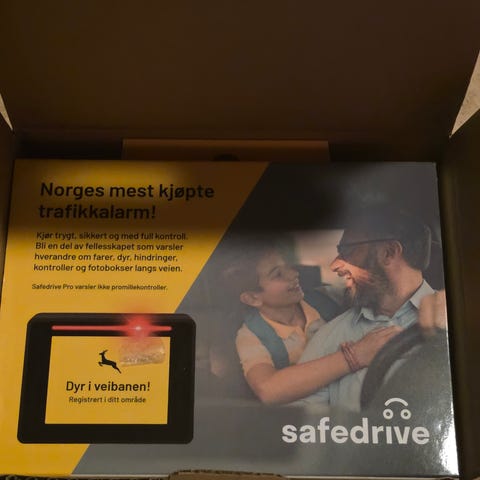 Norges mest kjøpte
trafikkalarm!
Kjør trygt, sikkert og med full kontroll.
Bli en del av fellesskapet som varsler
hverandre om farer, dyr, hindringer,
kontroller og fotobokser langs veien.
Safedrive Pro varsler ikke promillekontroller.
Dyr i veibanen!
Registrert i ditt område
safedrive